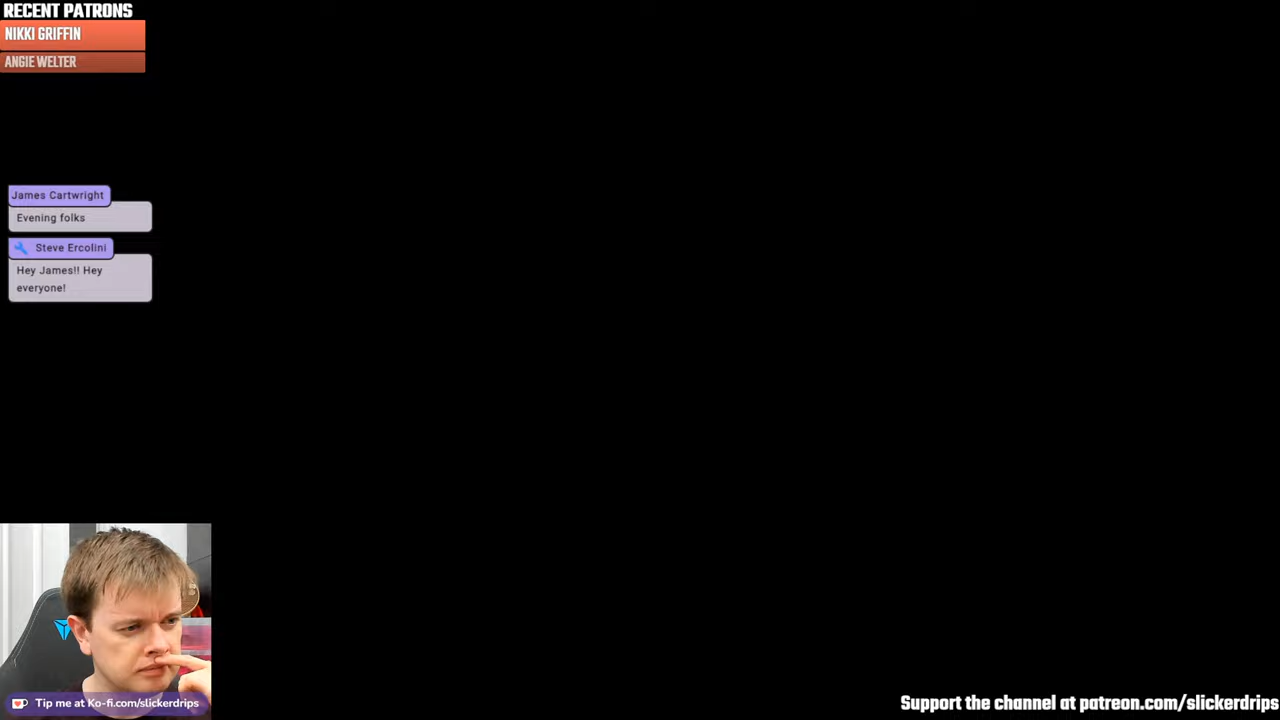 RECENT PATRONS
NIKKI GRIFFIN
ANGIE WELTER
James Cartwright
Evening folks
Steve Ercolini
Hey James!! Hey
everyone!
Tip me at Ko-fi.com/slickerdrips
Support the channel at patreon.com/slickerdrips